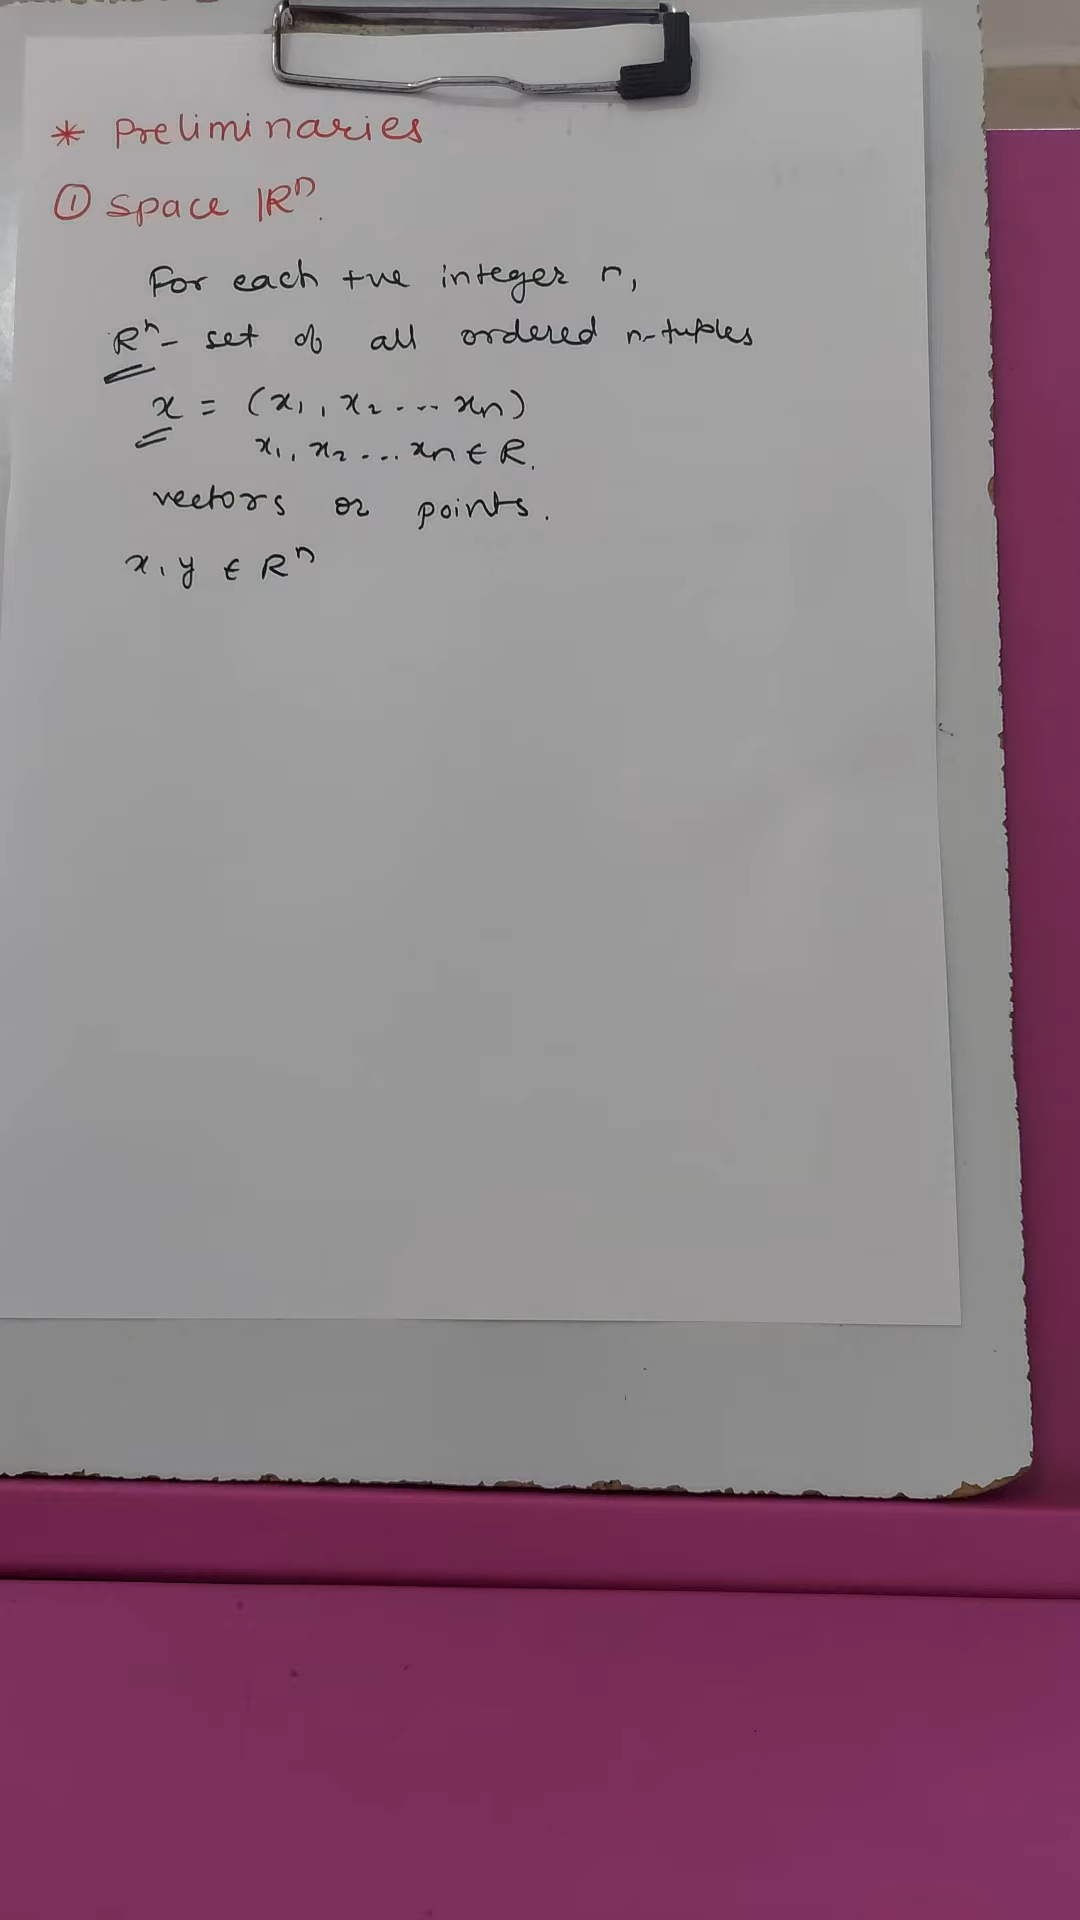 * Preliminaries
① Space ℝⁿ.
For each +ve integer n,
Rⁿ- set of all ordered n-tuples
x = (x₁, x₂ .... xₙ)
x₁, x₂ ... xₙ ∈ R.
vectors or points.
x, y ∈ Rⁿ